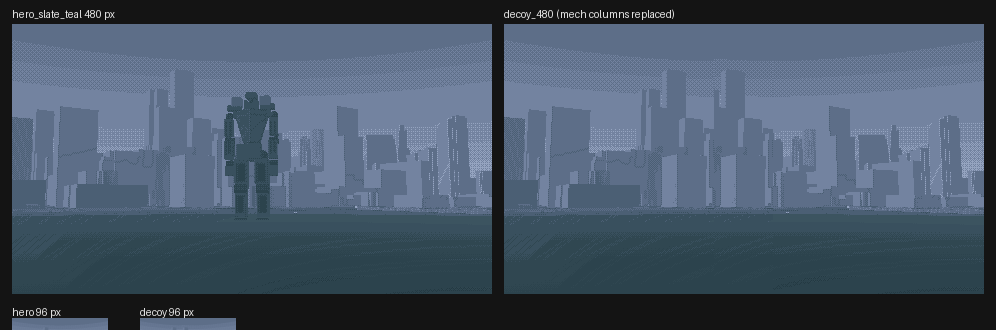 hero_slate_teal 480 px
decoy_480 (mech columns replaced)
hero 96 px
decoy 96 px